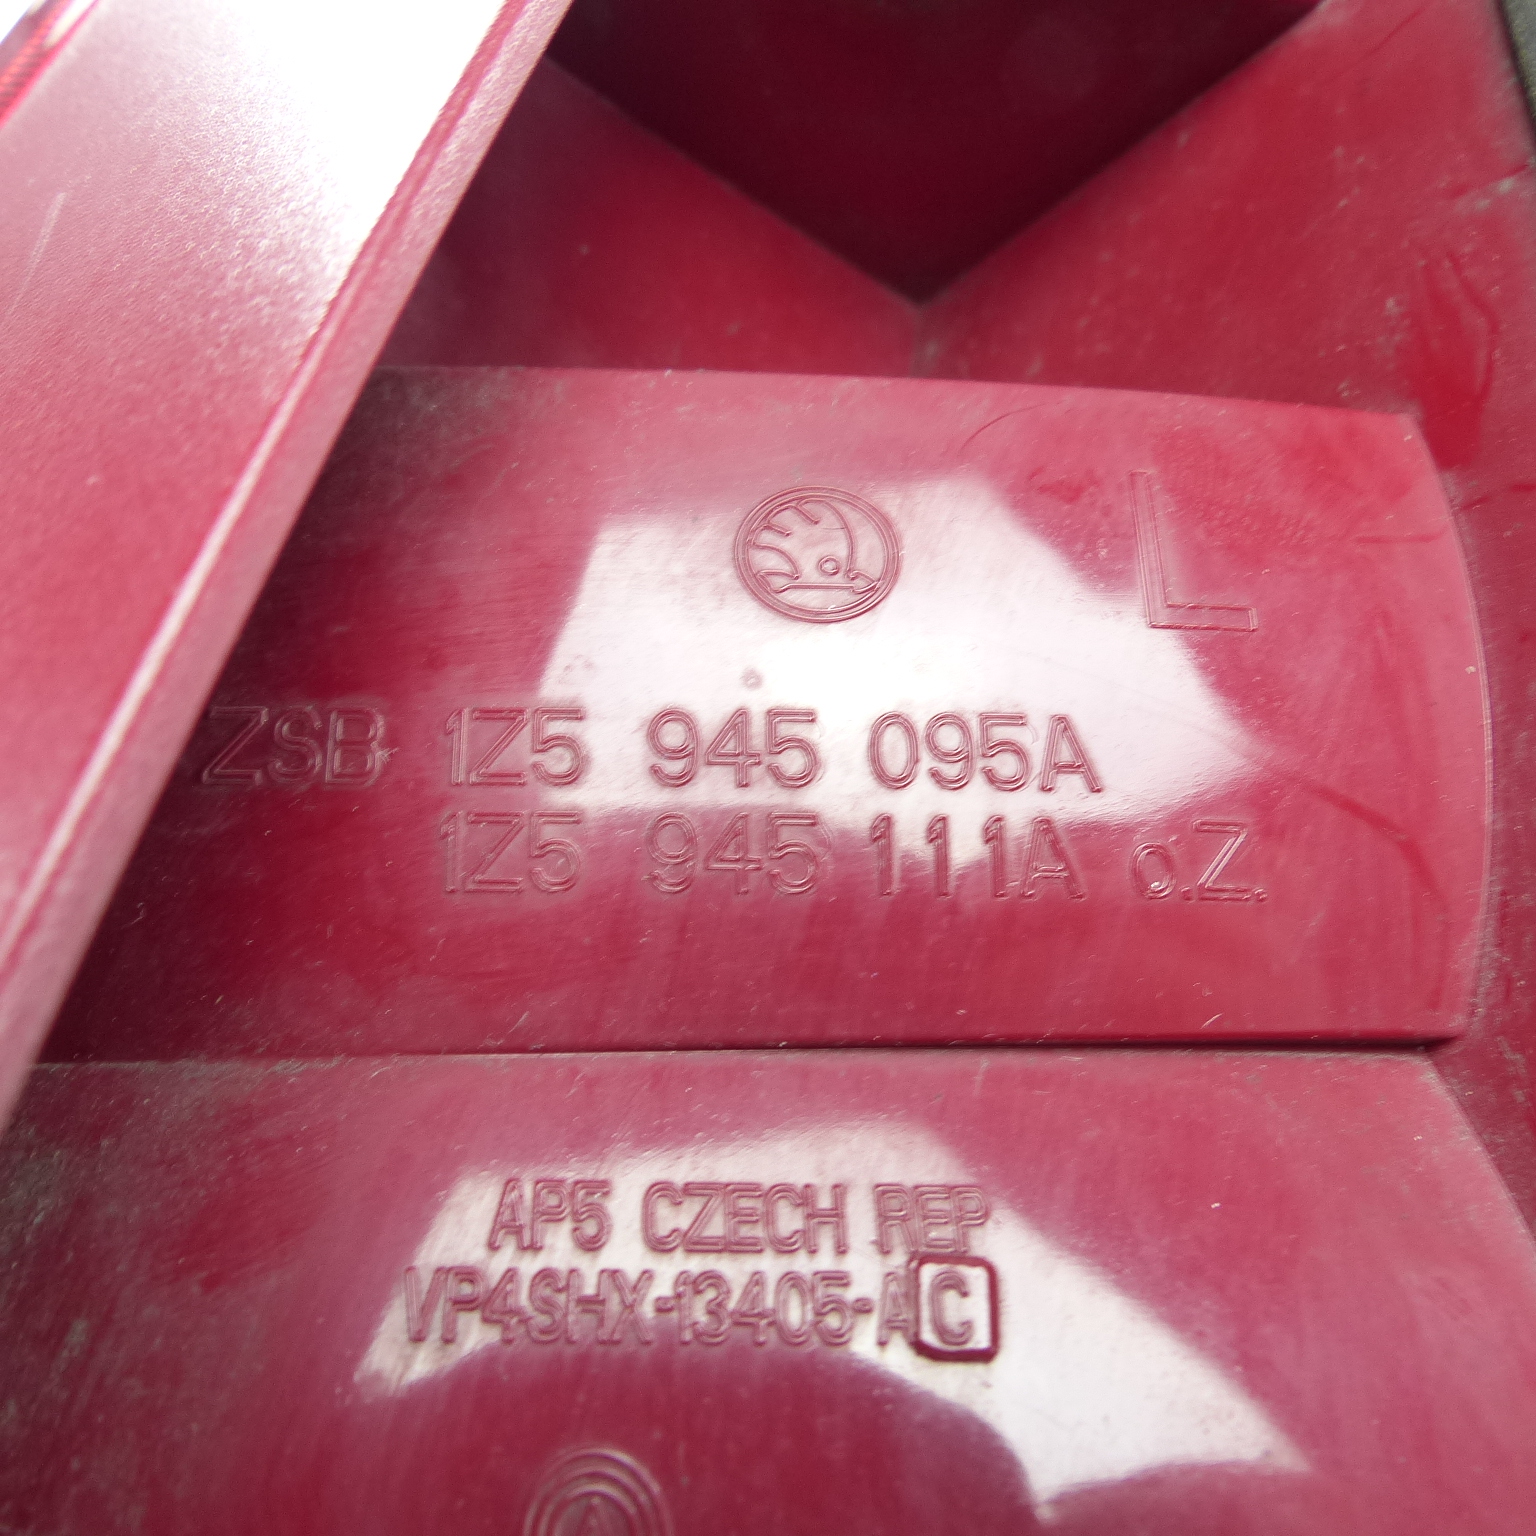 L
ZSB 1Z5 945 095A
1Z5 945 111A o.Z.
AP5 CZECH REP
VP4SHX-13405-AC
A